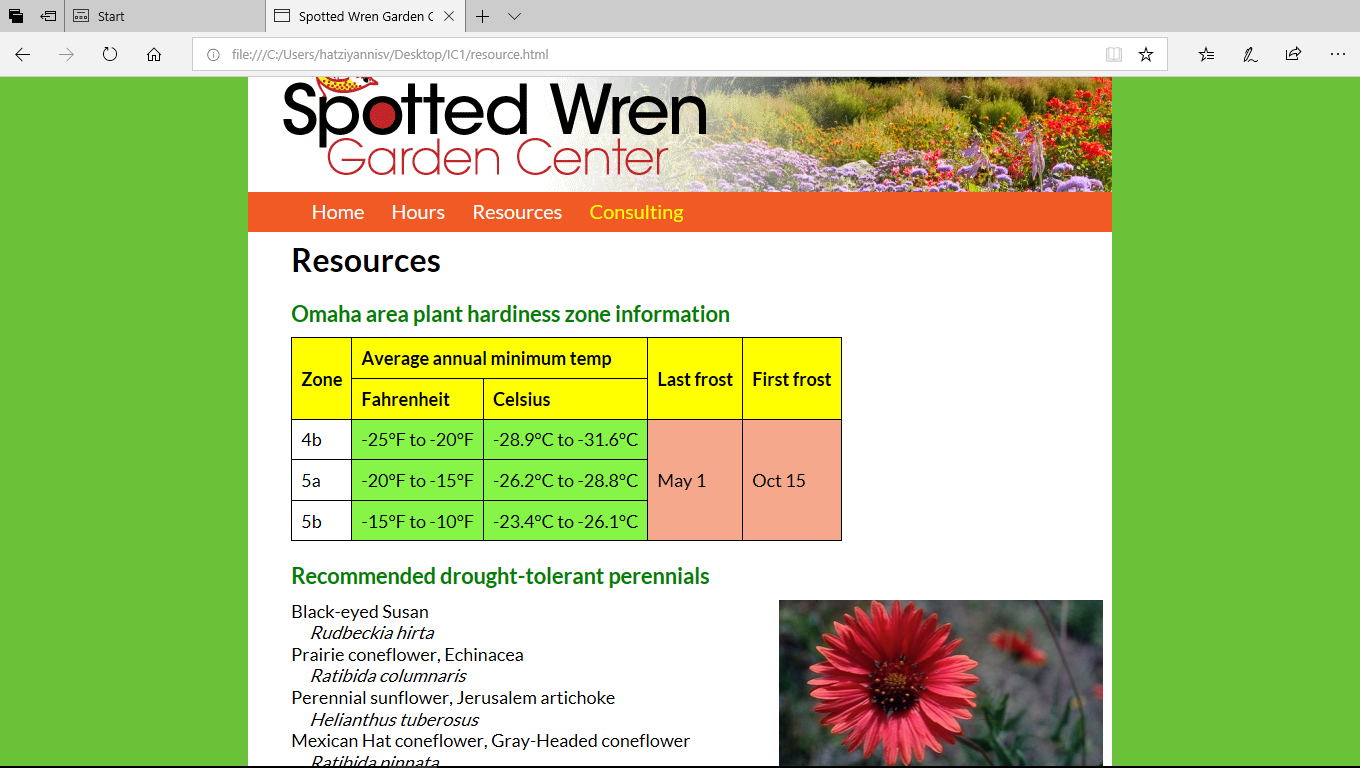 Start
Spotted Wren Garden C
file:///C:/Users/hatziyannisv/Desktop/IC1/resource.html
Spotted Wren
Garden Center
Home Hours Resources Consulting
Resources
Omaha area plant hardiness zone information
Zone Average annual minimum temp Last frost First frost
Fahrenheit Celsius
4b -25°F to -20°F -28.9°C to -31.6°C
5a -20°F to -15°F -26.2°C to -28.8°C May 1 Oct 15
5b -15°F to -10°F -23.4°C to -26.1°C
Recommended drought-tolerant perennials
Black-eyed Susan
Rudbeckia hirta
Prairie coneflower, Echinacea
Ratibida columnaris
Perennial sunflower, Jerusalem artichoke
Helianthus tuberosus
Mexican Hat coneflower, Gray-Headed coneflower
Ratibida pinnata